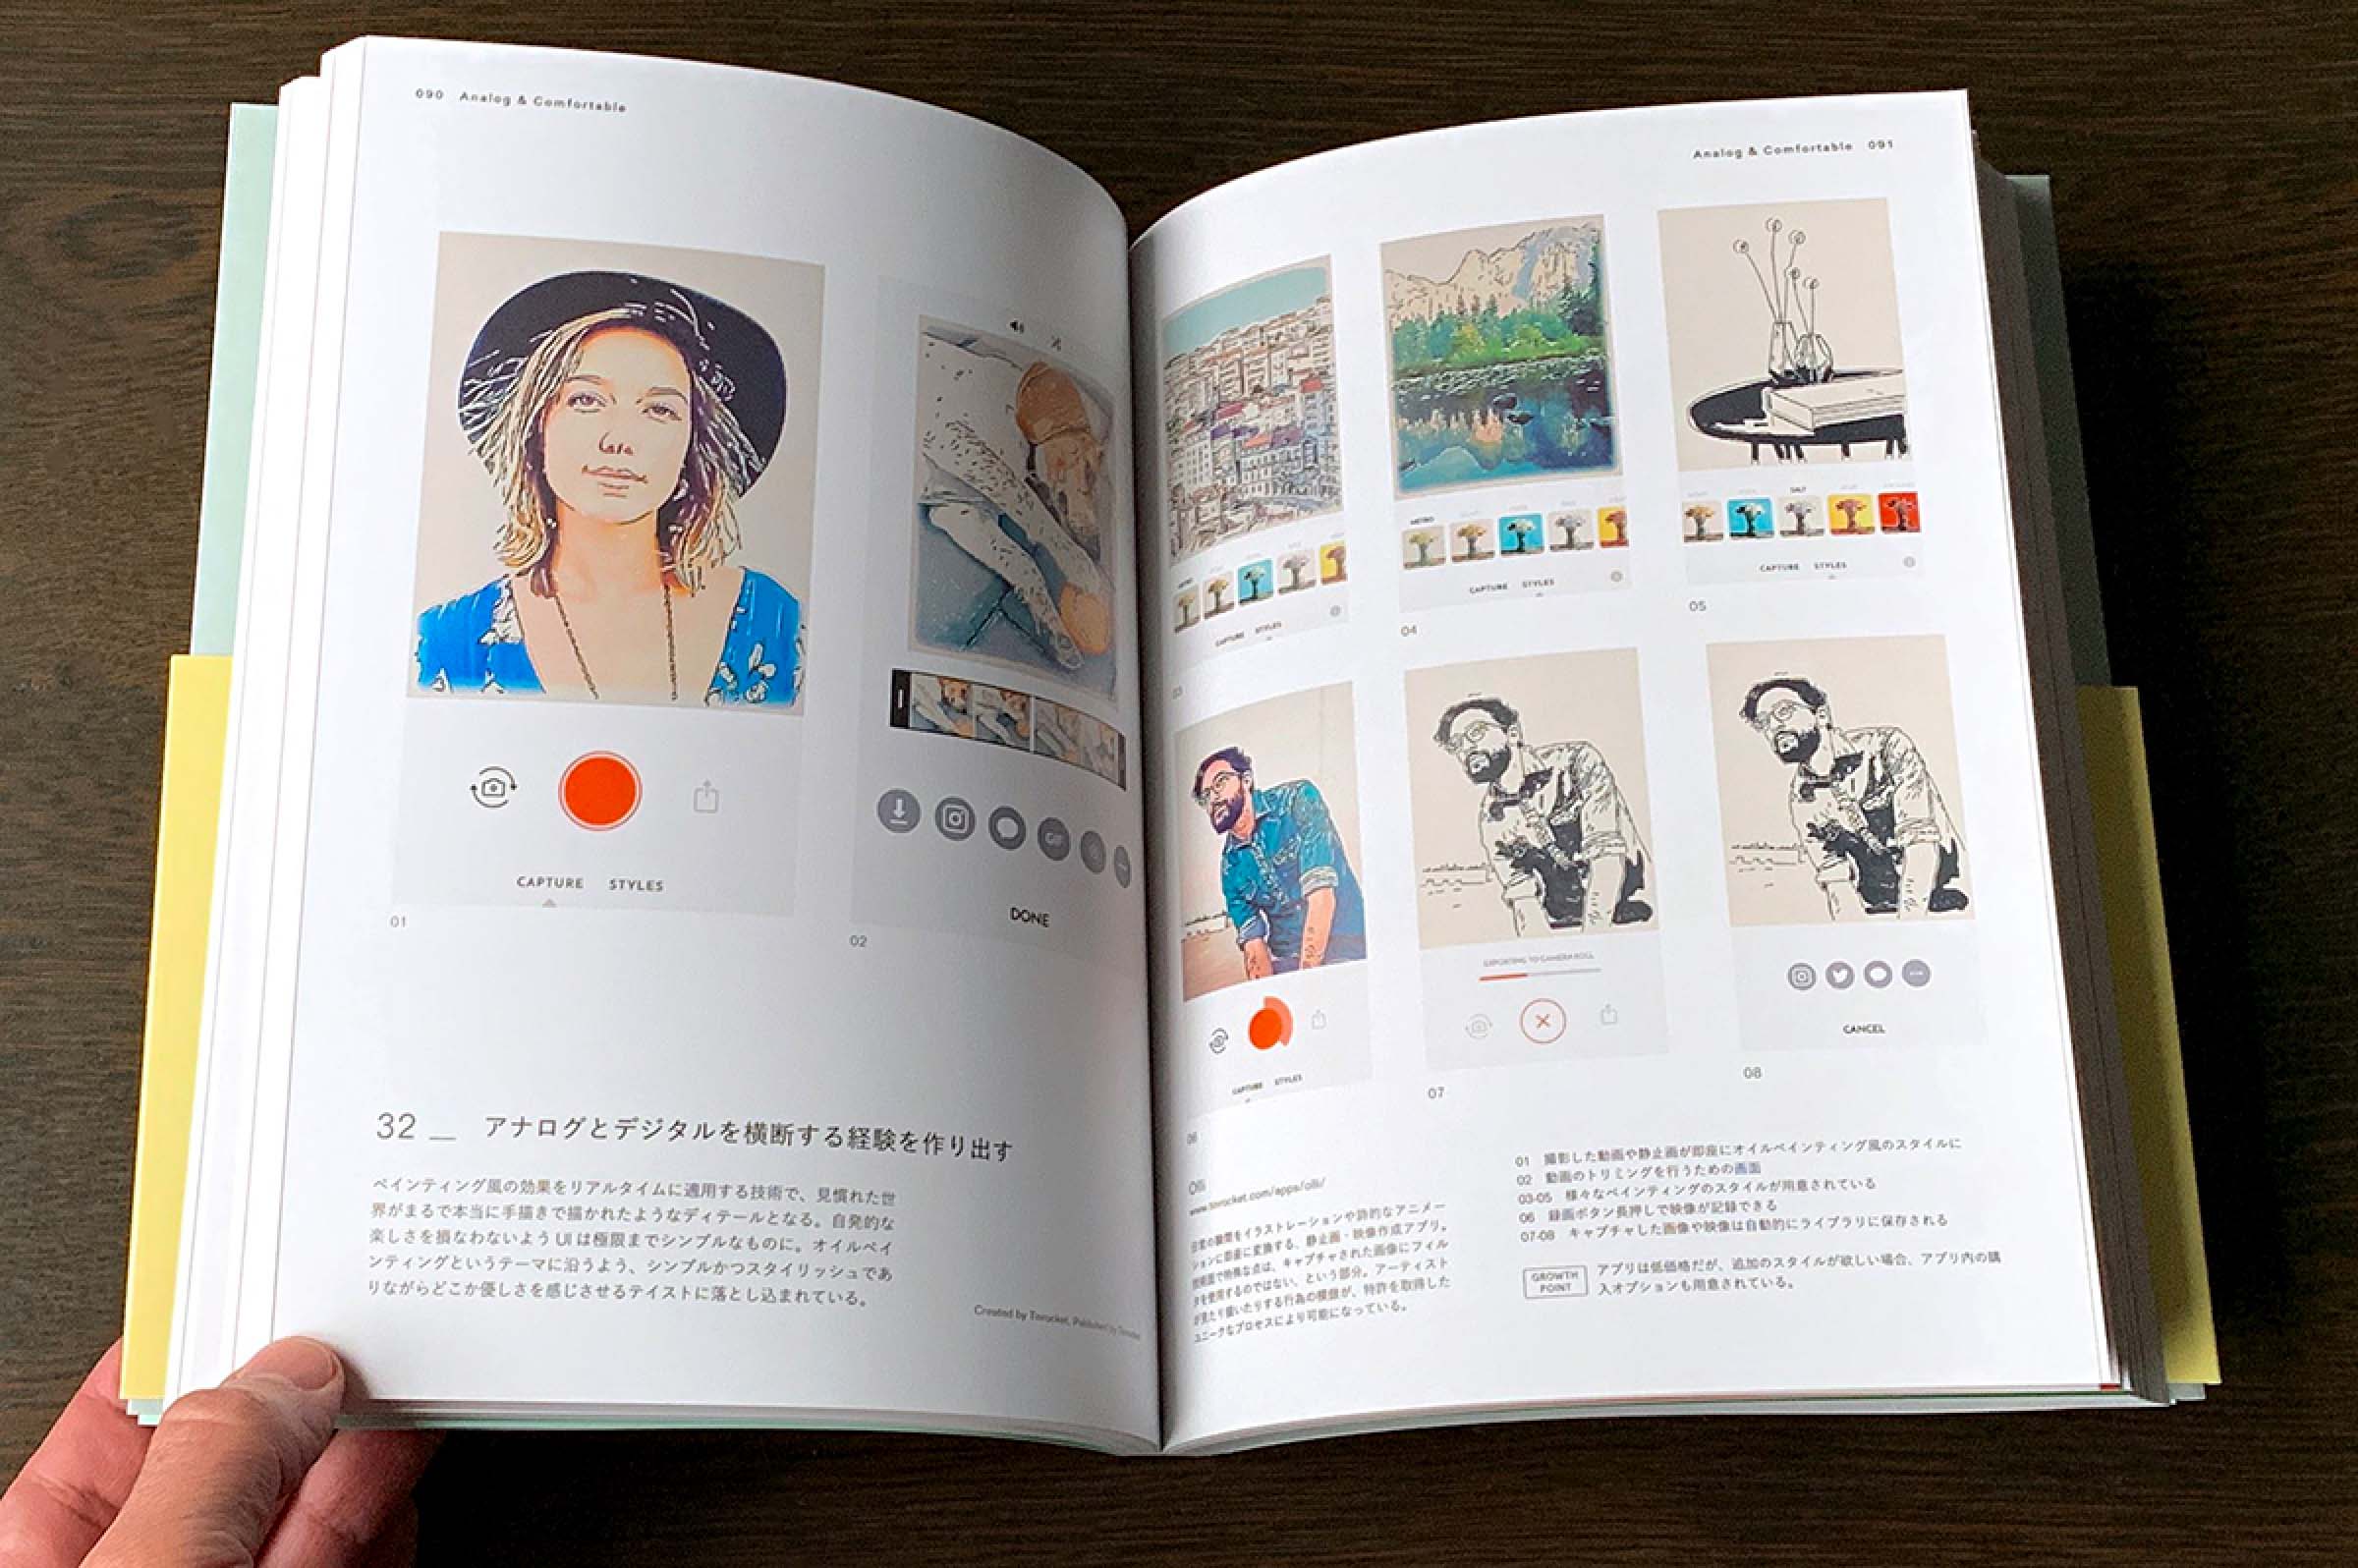 090 Analog & Comfortable
CAPTURE STYLES
01
GIF
DONE
02
32 _ アナログとデジタルを横断する経験を作り出す
ペインティング風の効果をリアルタイムに適用する技術で、見慣れた世
界がまるで本当に手描きで描かれたようなディテールとなる。自発的な
楽しさを損なわないよう UI は極限までシンプルなものに。オイルペイ
ンティングというテーマに沿うよう、シンプルかつスタイリッシュであ
りながらどこか優しさを感じさせるテイストに落とし込まれている。
Created by Tinrocket, Published by Tinrocket
Analog & Comfortable 091
CAPTURE STYLES
03
METRO
CAPTURE STYLES
04
SALT
CAPTURE STYLES
05
CAPTURE STYLES
06
EXPORTING TO CAMERA ROLL
07
CANCEL
08
Olli
www.tinrocket.com/apps/olli/
日常の瞬間をイラストレーションや詩的なアニメー
ションに即座に変換する、静止画・映像作成アプリ。
技術面で特殊な点は、キャプチャされた画像にフィル
タを使用するのではない、という部分。アーティスト
が見たり描いたりする行為の模倣が、特許を取得した
ユニークなプロセスにより可能になっている。
01 撮影した動画や静止画が即座にオイルペインティング風のスタイルに
02 動画のトリミングを行うための画面
03-05 様々なペインティングのスタイルが用意されている
06 録画ボタン長押しで映像が記録できる
07-08 キャプチャした画像や映像は自動的にライブラリに保存される
GROWTH
POINT
アプリは低価格だが、追加のスタイルが欲しい場合、アプリ内の購
入オプションも用意されている。